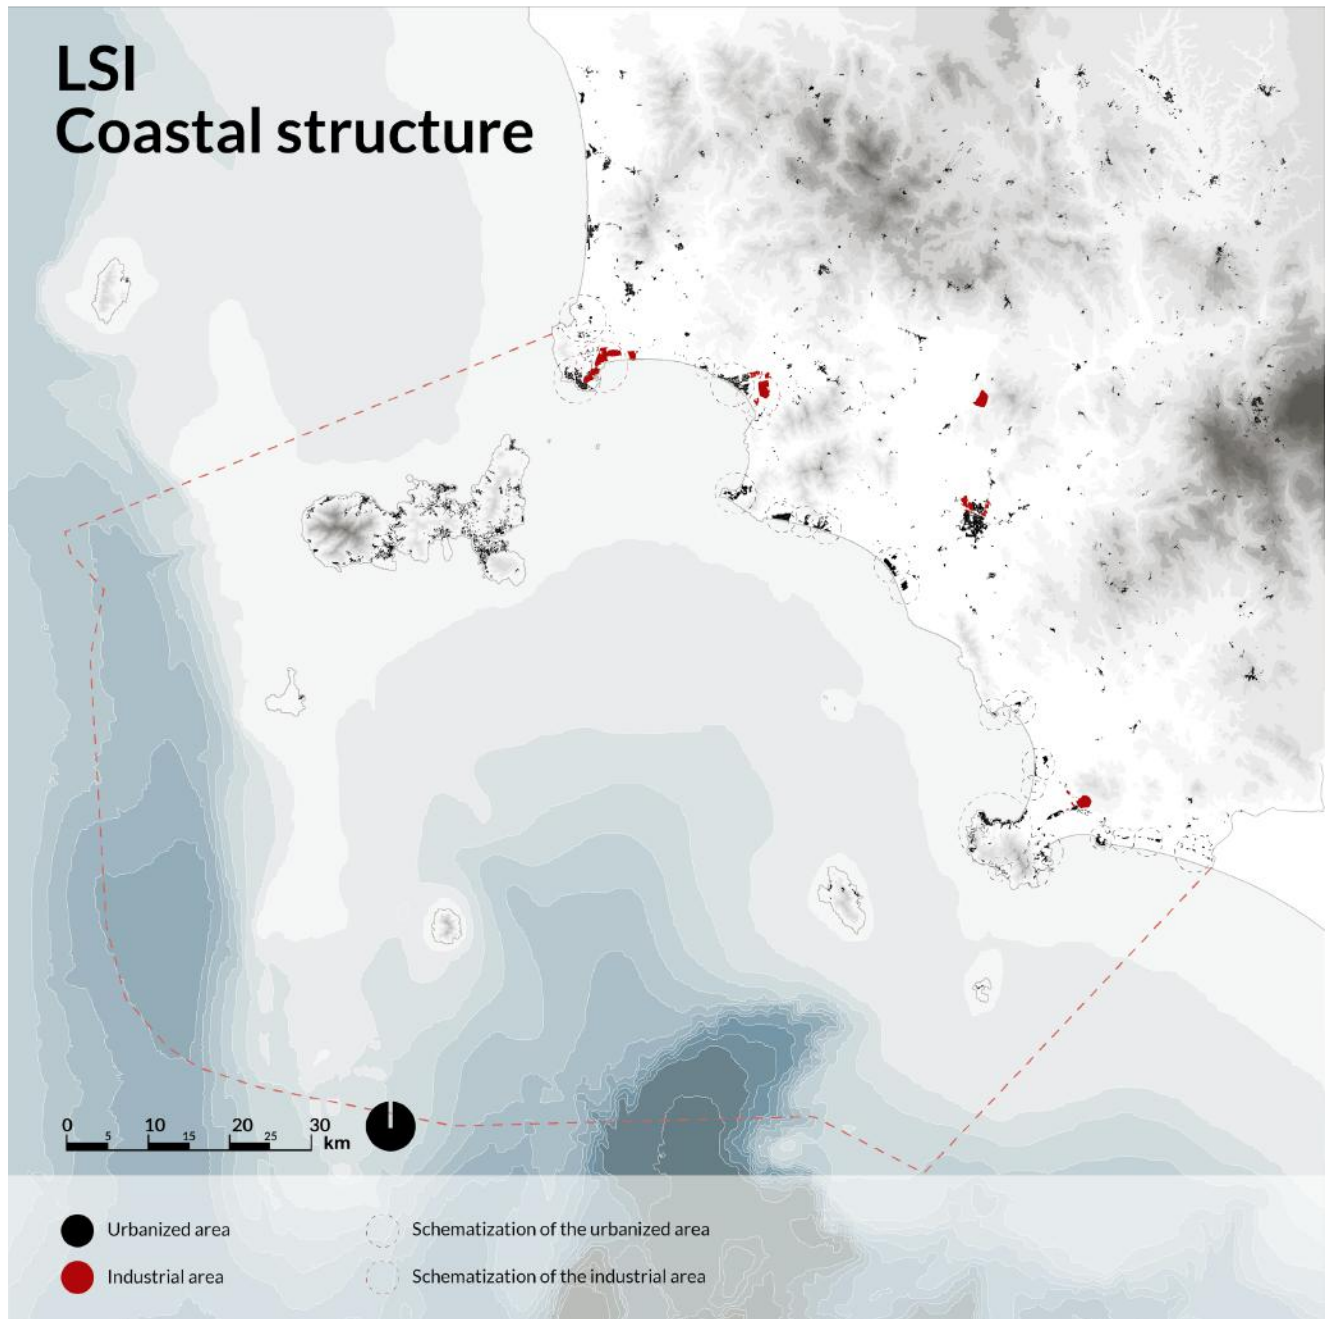 LSI
Coastal structure
0 10 20 30
5 15 25 km
Urbanized area
Schematization of the urbanized area
Industrial area
Schematization of the industrial area